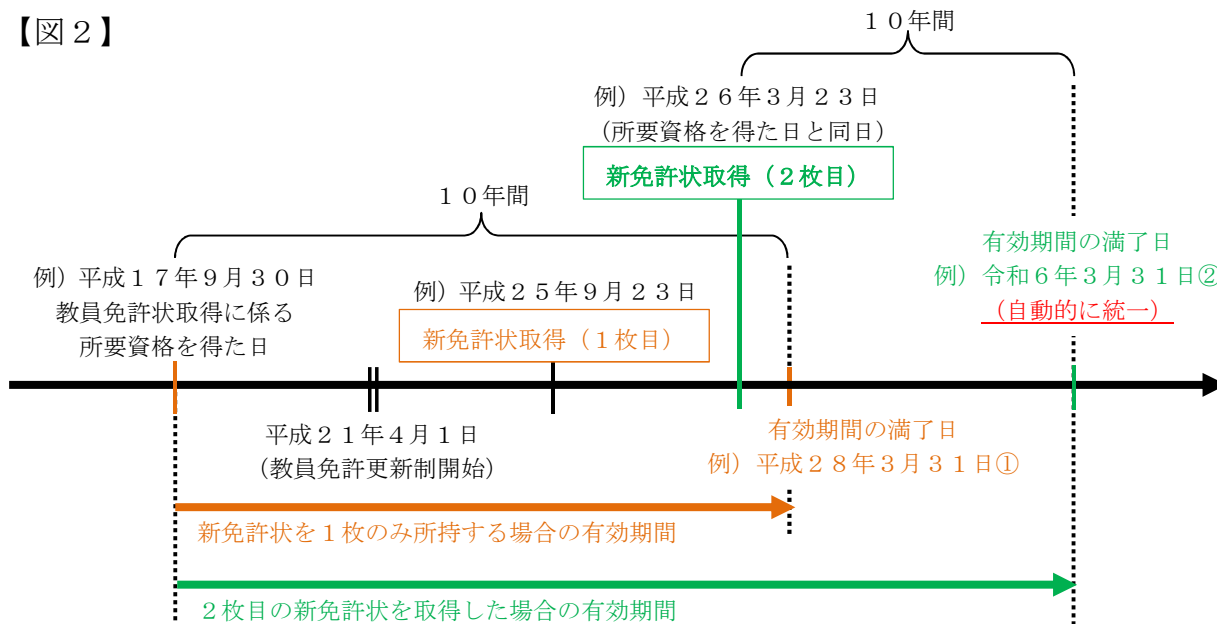 【図２】
１０年間
例）平成２６年３月２３日
（所要資格を得た日と同日）
新免許状取得（２枚目）
１０年間
有効期間の満了日
例）令和６年３月３１日②
（自動的に統一）
例）平成１７年９月３０日
教員免許状取得に係る
所要資格を得た日
例）平成２５年９月２３日
新免許状取得（１枚目）
平成２１年４月１日
（教員免許更新制開始）
有効期間の満了日
例）平成２８年３月３１日①
新免許状を１枚のみ所持する場合の有効期間
２枚目の新免許状を取得した場合の有効期間